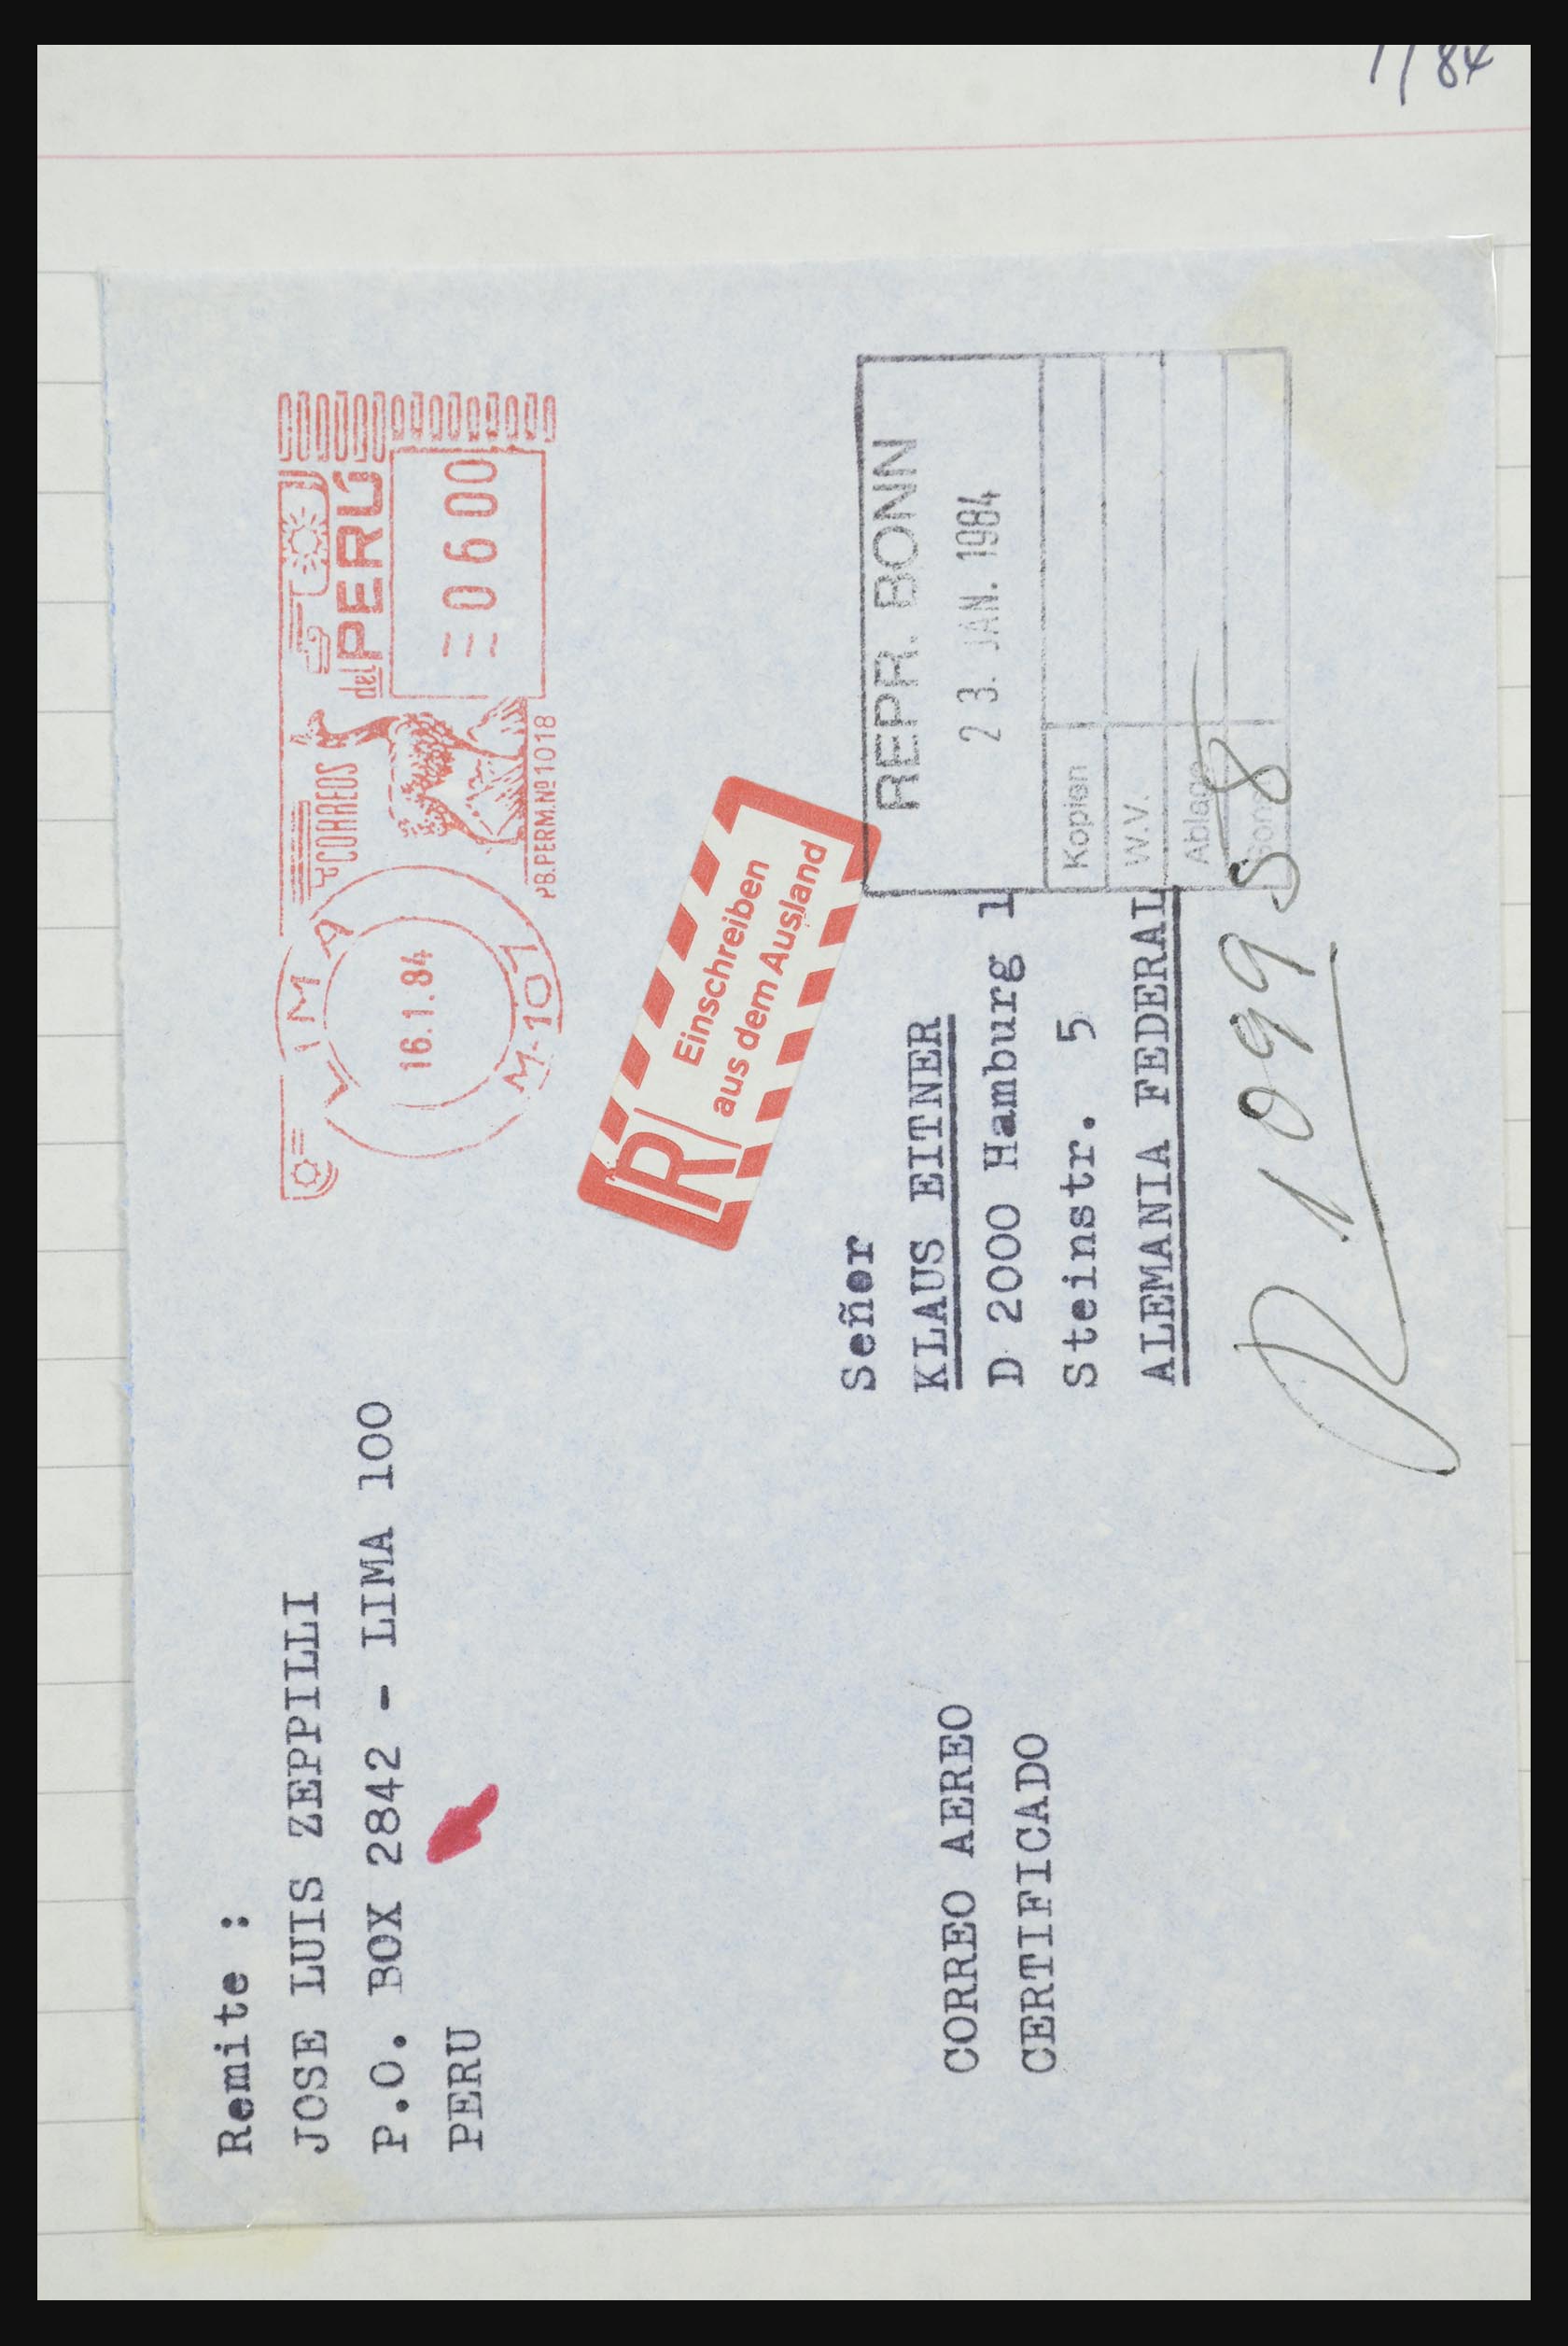 1/84
Remite :
JOSE LUIS ZEPPILLI
P.O. BOX 2842 - LIMA 100
PERU
LIMA
16.1.84
M-107
CORREOS
del PERU
0600
PB.PERM.Nº1018
R
Einschreiben
aus dem Ausland
Señor
KLAUS EITNER
D 2000 Hamburg 1
Steinstr. 5
ALEMANIA FEDERAL
REPR. BONN
23. JAN. 1984
Kopien
W.V.
Ablage
CORREO AEREO
CERTIFICADO
R 109958